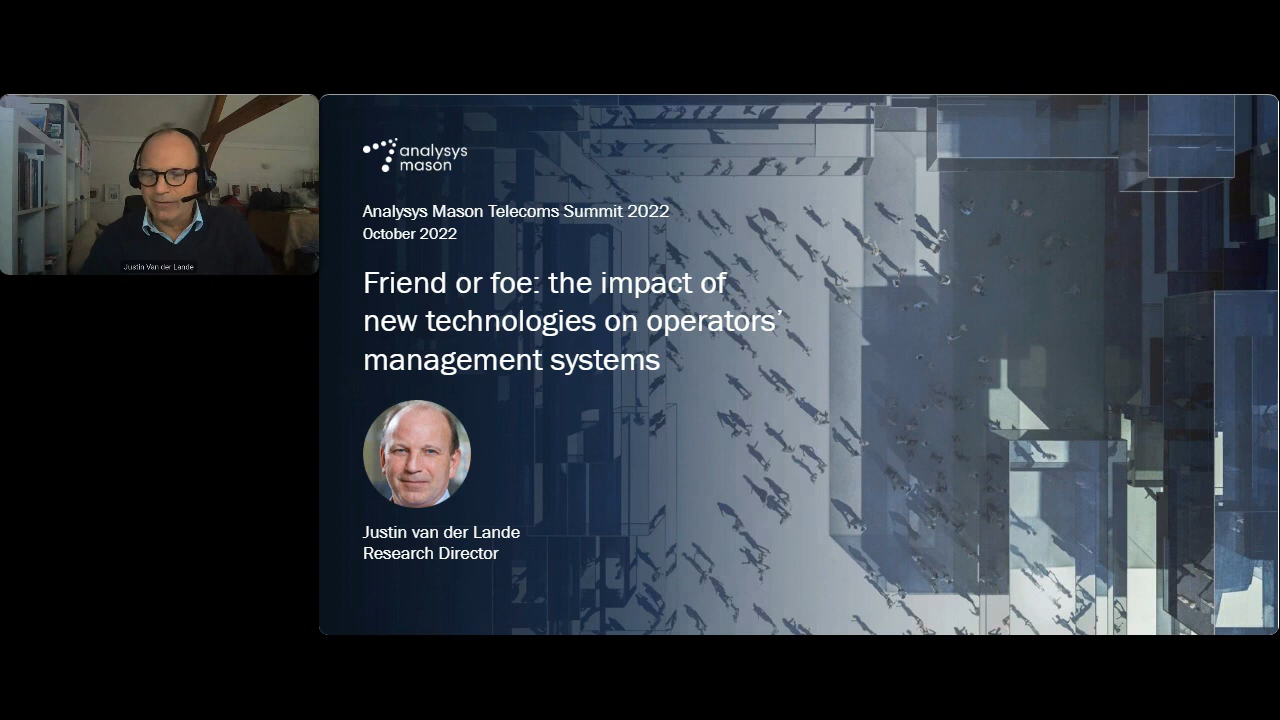 Justin Van der Lande
analysys
mason
Analysys Mason Telecoms Summit 2022
October 2022
Friend or foe: the impact of
new technologies on operators’
management systems
Justin van der Lande
Research Director